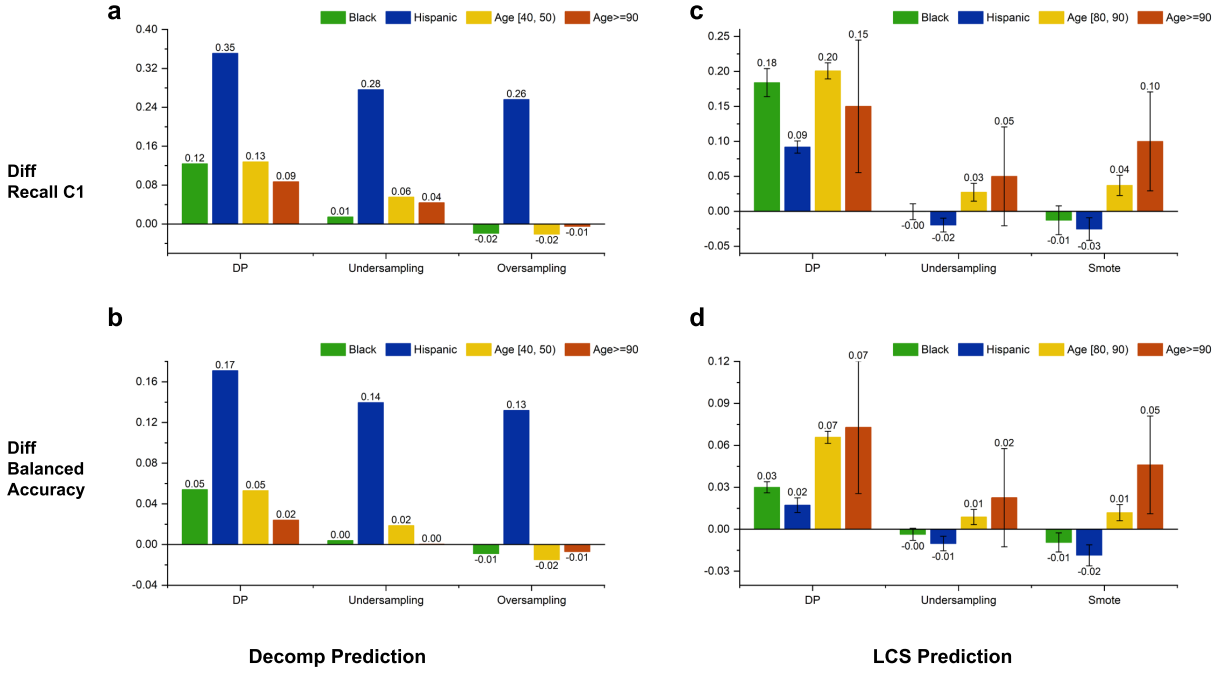 a
Black Hispanic Age [40, 50) Age>=90
0.40
0.32
0.24
0.16
0.08
0.00
0.12 0.35 0.13 0.09
0.01 0.28 0.06 0.04
-0.02 0.26 -0.02 -0.01
DP Undersampling Oversampling
c
Black Hispanic Age [80, 90) Age>=90
0.25
0.20
0.15
0.10
0.05
0.00
-0.05
0.18 0.09 0.20 0.15
-0.00 -0.02 0.03 0.05
-0.01 -0.03 0.04 0.10
DP Undersampling Smote
Diff
Recall C1
b
Black Hispanic Age [40, 50) Age>=90
0.16
0.12
0.08
0.04
0.00
-0.04
0.05 0.17 0.05 0.02
0.00 0.14 0.02 0.00
-0.01 0.13 -0.02 -0.01
DP Undersampling Oversampling
d
Black Hispanic Age [80, 90) Age>=90
0.12
0.09
0.06
0.03
0.00
-0.03
0.03 0.02 0.07 0.07
-0.00 -0.01 0.01 0.02
-0.01 -0.02 0.01 0.05
DP Undersampling Smote
Diff
Balanced
Accuracy
Decomp Prediction
LCS Prediction